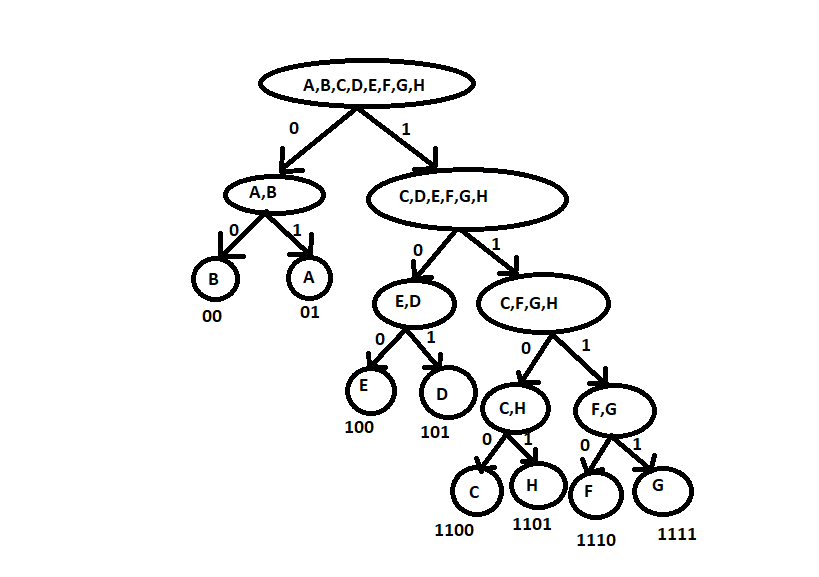 A,B,C,D,E,F,G,H
0 1
A,B C,D,E,F,G,H
0 1 0 1
B A E,D C,F,G,H
00 01
0 1 0 1
E D C,H F,G
100 101
0 1 0 1
C H F G
1100 1101 1110 1111